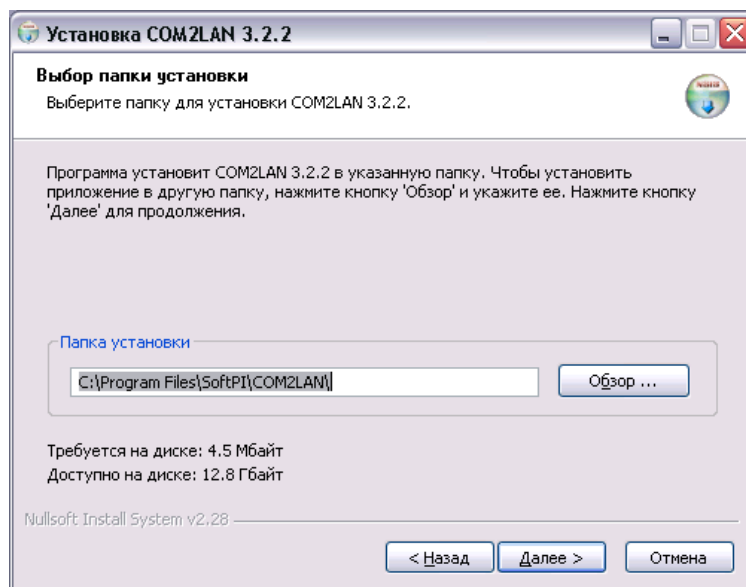 Установка COM2LAN 3.2.2
Выбор папки установки
Выберите папку для установки COM2LAN 3.2.2.
Программа установит COM2LAN 3.2.2 в указанную папку. Чтобы установить
приложение в другую папку, нажмите кнопку 'Обзор' и укажите ее. Нажмите кнопку
'Далее' для продолжения.
Папка установки
C:\Program Files\SoftPI\COM2LAN\
Обзор ...
Требуется на диске: 4.5 Мбайт
Доступно на диске: 12.8 Гбайт
Nullsoft Install System v2.28
< Назад Далее > Отмена